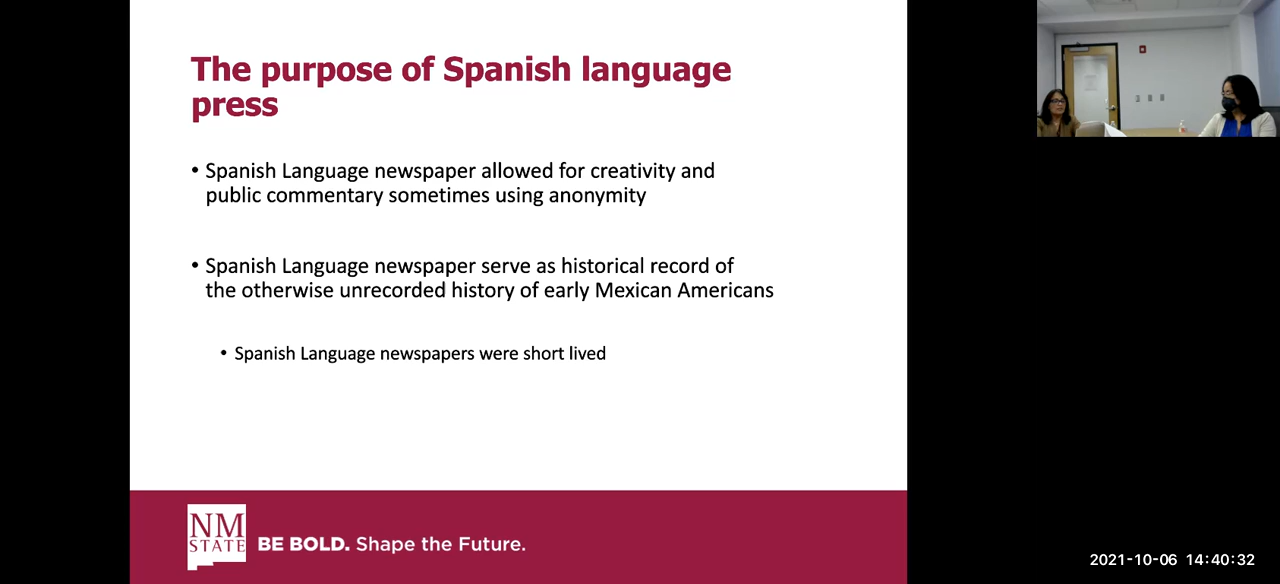 The purpose of Spanish language
press
• Spanish Language newspaper allowed for creativity and
public commentary sometimes using anonymity
• Spanish Language newspaper serve as historical record of
the otherwise unrecorded history of early Mexican Americans
• Spanish Language newspapers were short lived
NM
STATE
BE BOLD. Shape the Future.
2021-10-06 14:40:32